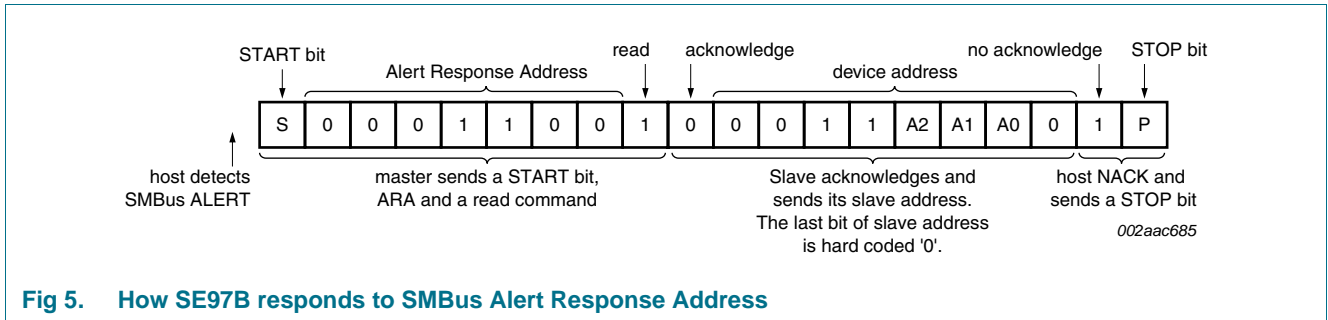 START bit
Alert Response Address
read
acknowledge
device address
no acknowledge
STOP bit
S 0 0 0 1 1 0 0 1 0 0 0 1 1 A2 A1 A0 0 1 P
host detects
SMBus ALERT
master sends a START bit,
ARA and a read command
Slave acknowledges and
sends its slave address.
The last bit of slave address
is hard coded '0'.
host NACK and
sends a STOP bit
002aac685
Fig 5. How SE97B responds to SMBus Alert Response Address